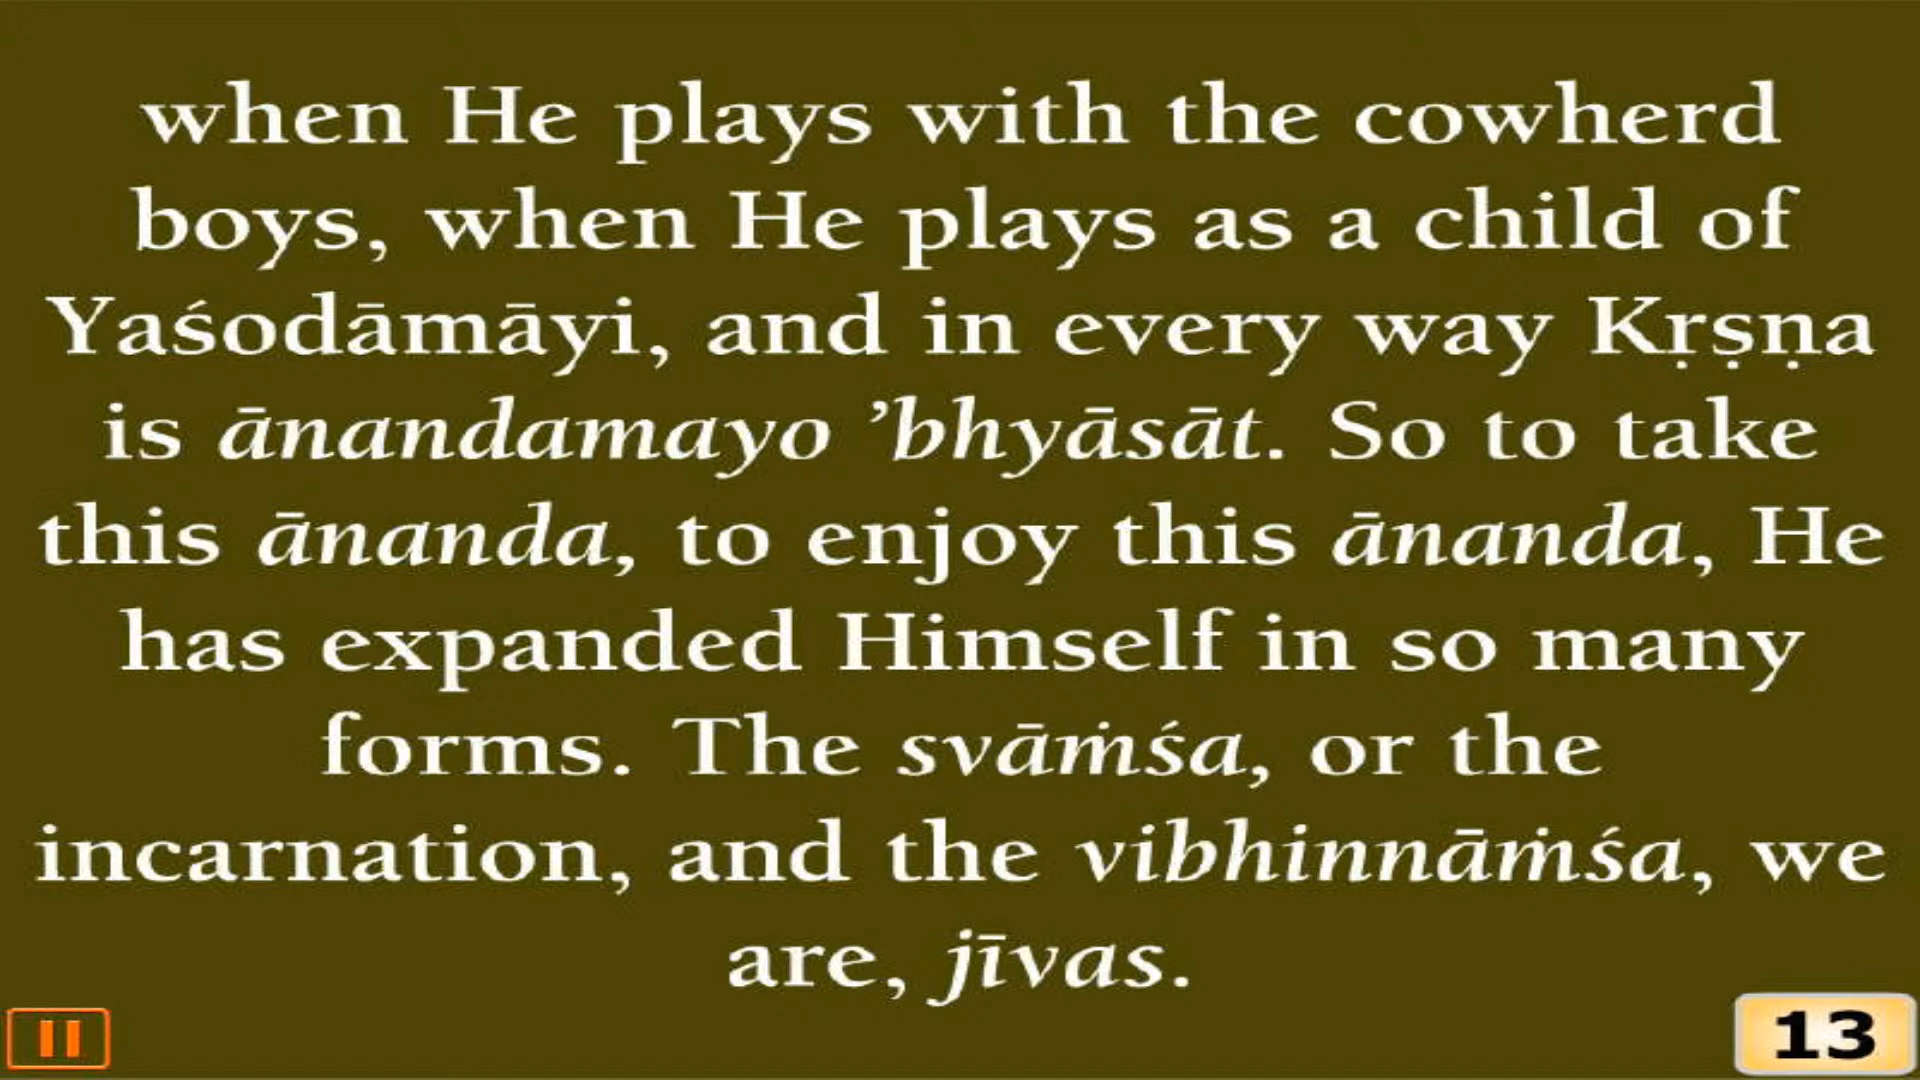 when He plays with the cowherd
boys, when He plays as a child of
Yaśodāmāyi, and in every way Kṛṣṇa
is ānandamayo ’bhyāsāt. So to take
this ānanda, to enjoy this ānanda, He
has expanded Himself in so many
forms. The svāṁśa, or the
incarnation, and the vibhinnāṁśa, we
are, jīvas.
13